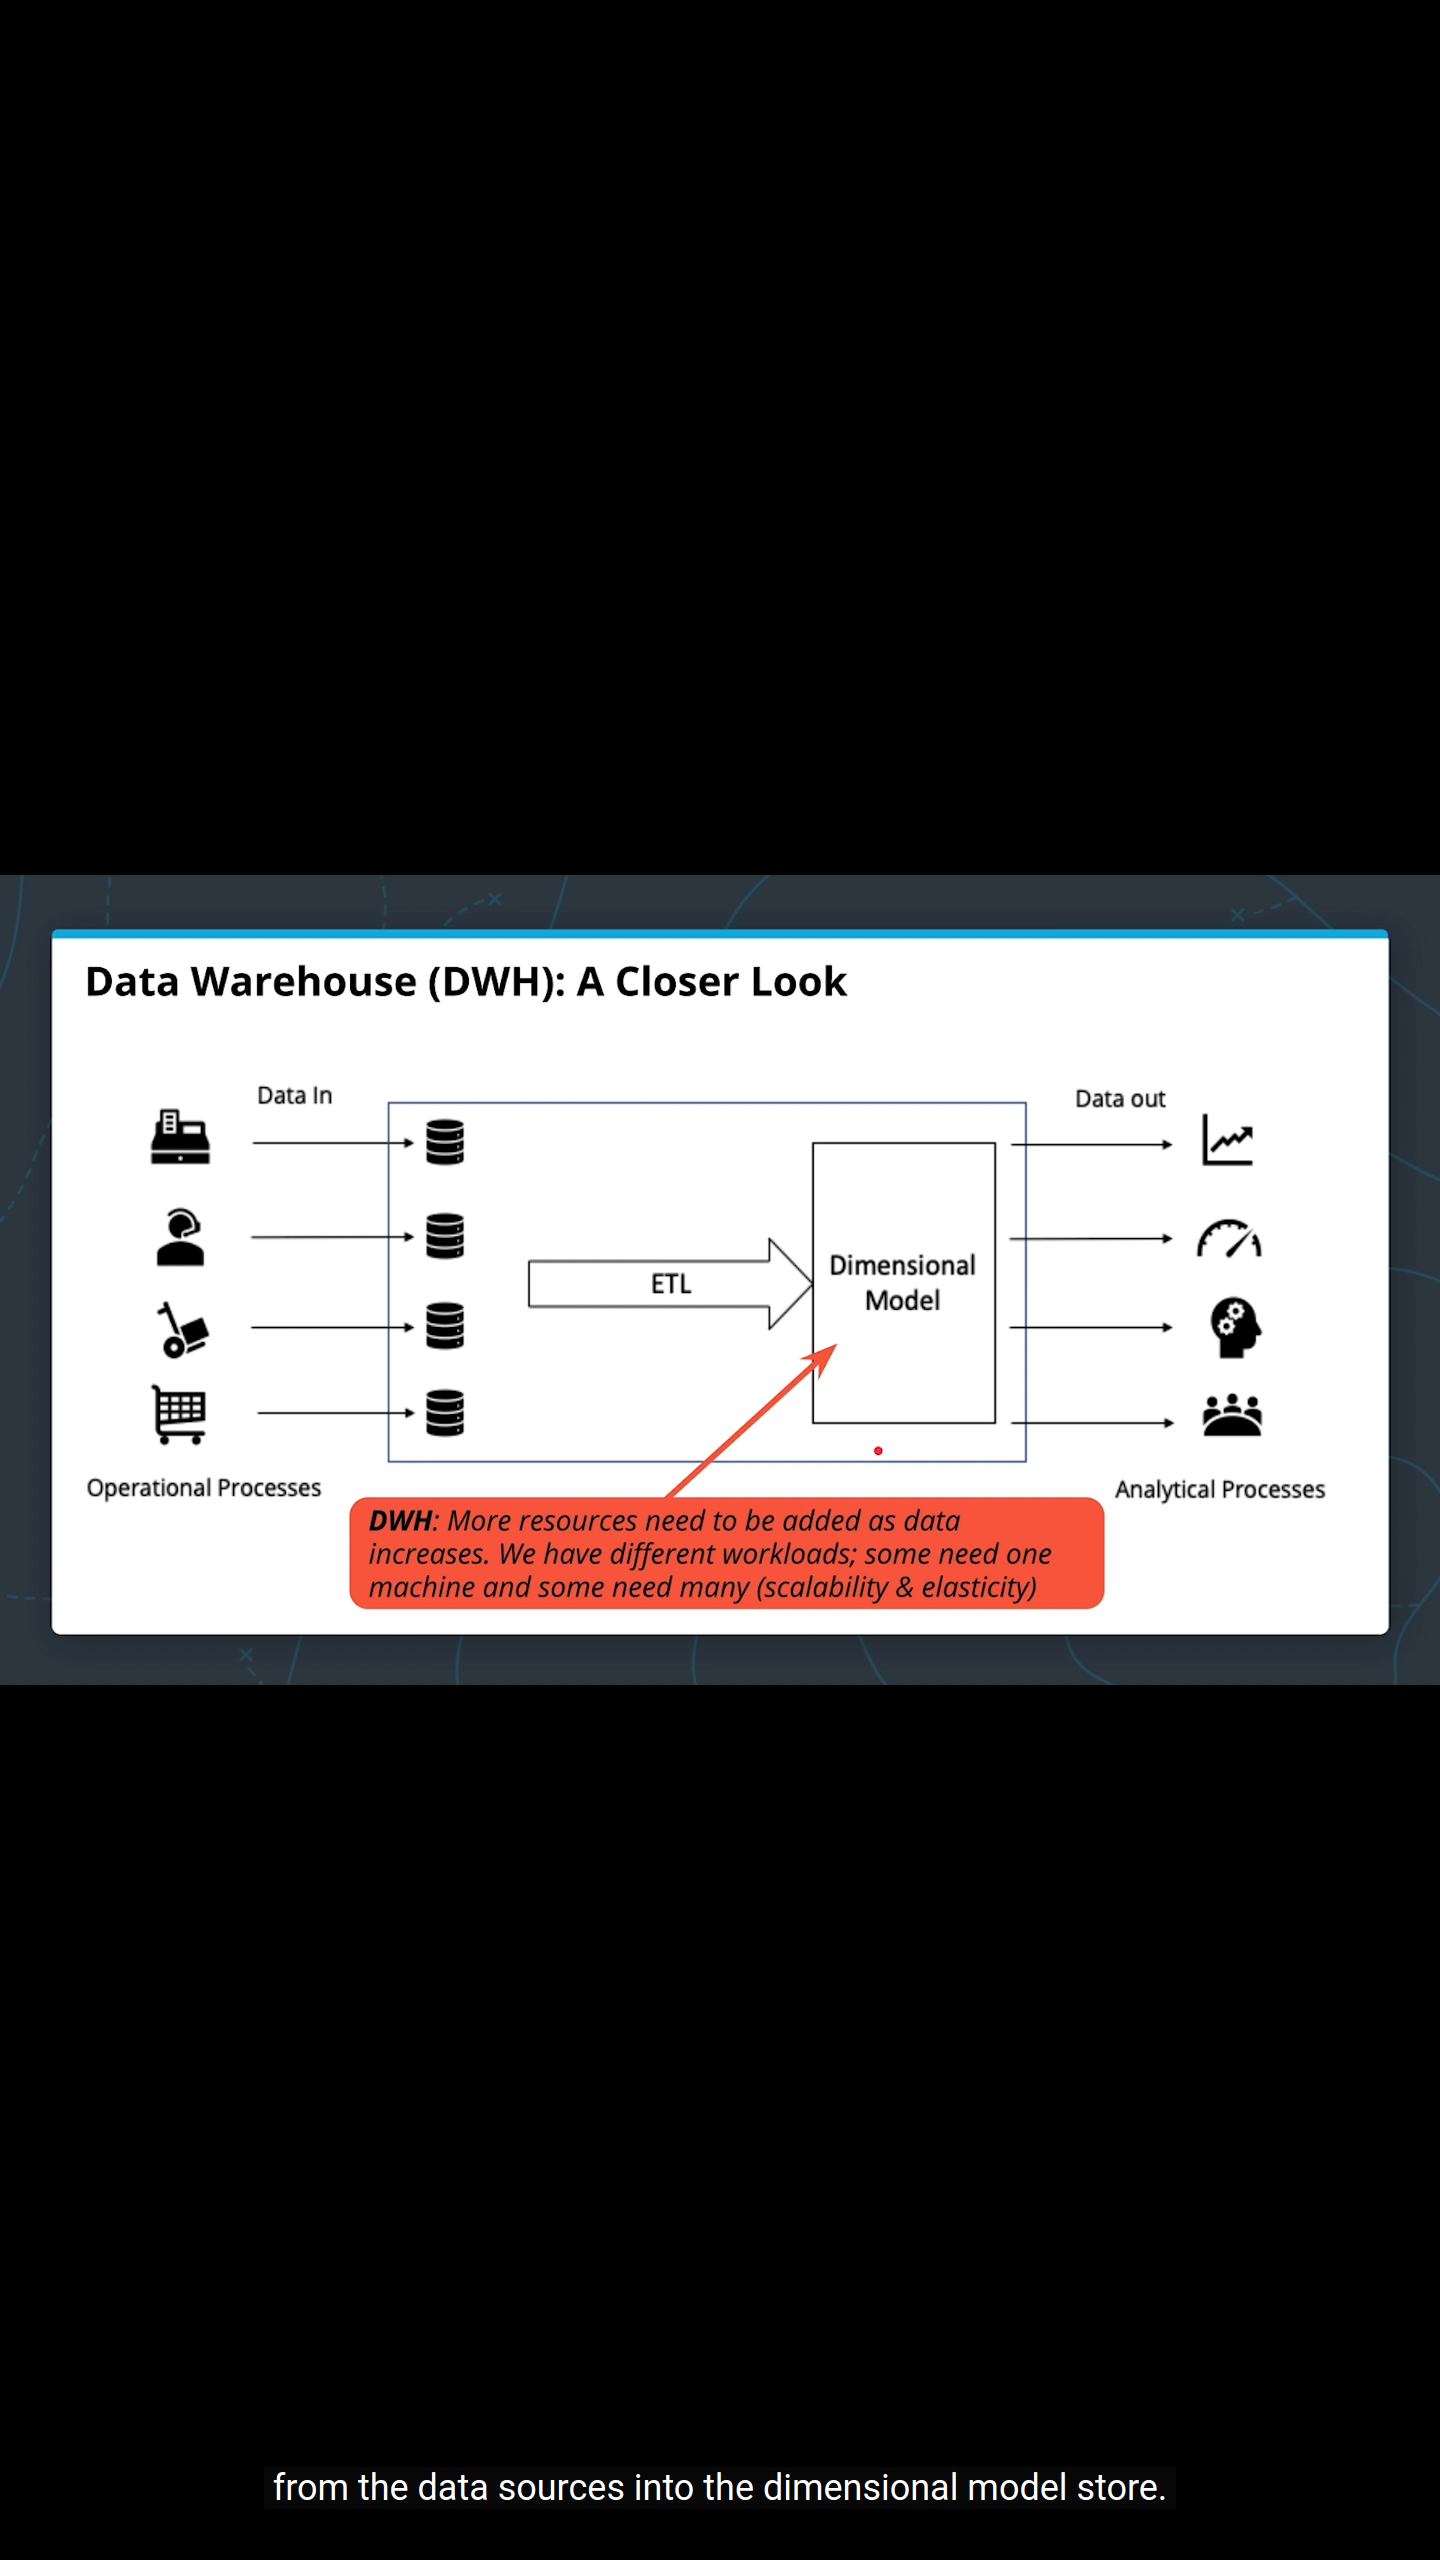 Data Warehouse (DWH): A Closer Look
Data In
Data out
ETL
Dimensional
Model
Operational Processes
Analytical Processes
DWH: More resources need to be added as data
increases. We have different workloads; some need one
machine and some need many (scalability & elasticity)
from the data sources into the dimensional model store.